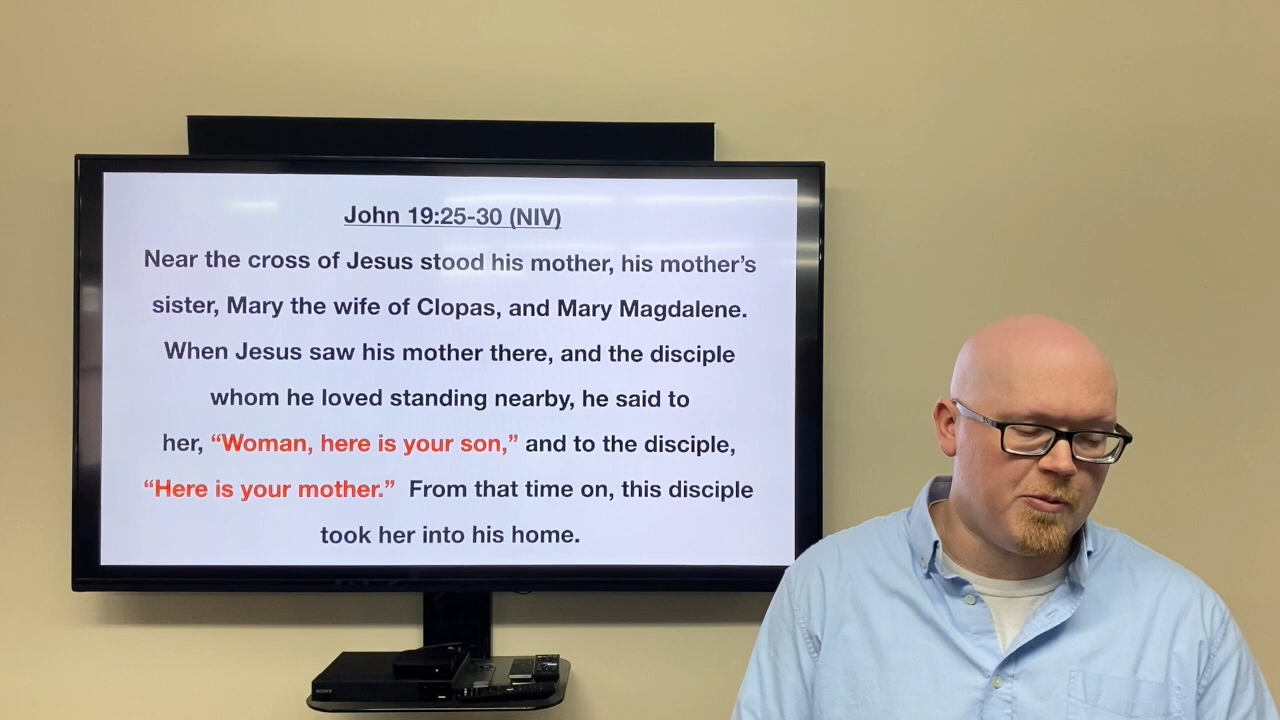 John 19:25-30 (NIV)
Near the cross of Jesus stood his mother, his mother’s
sister, Mary the wife of Clopas, and Mary Magdalene.
When Jesus saw his mother there, and the disciple
whom he loved standing nearby, he said to
her, “Woman, here is your son,” and to the disciple,
“Here is your mother.”  From that time on, this disciple
took her into his home.
SONY